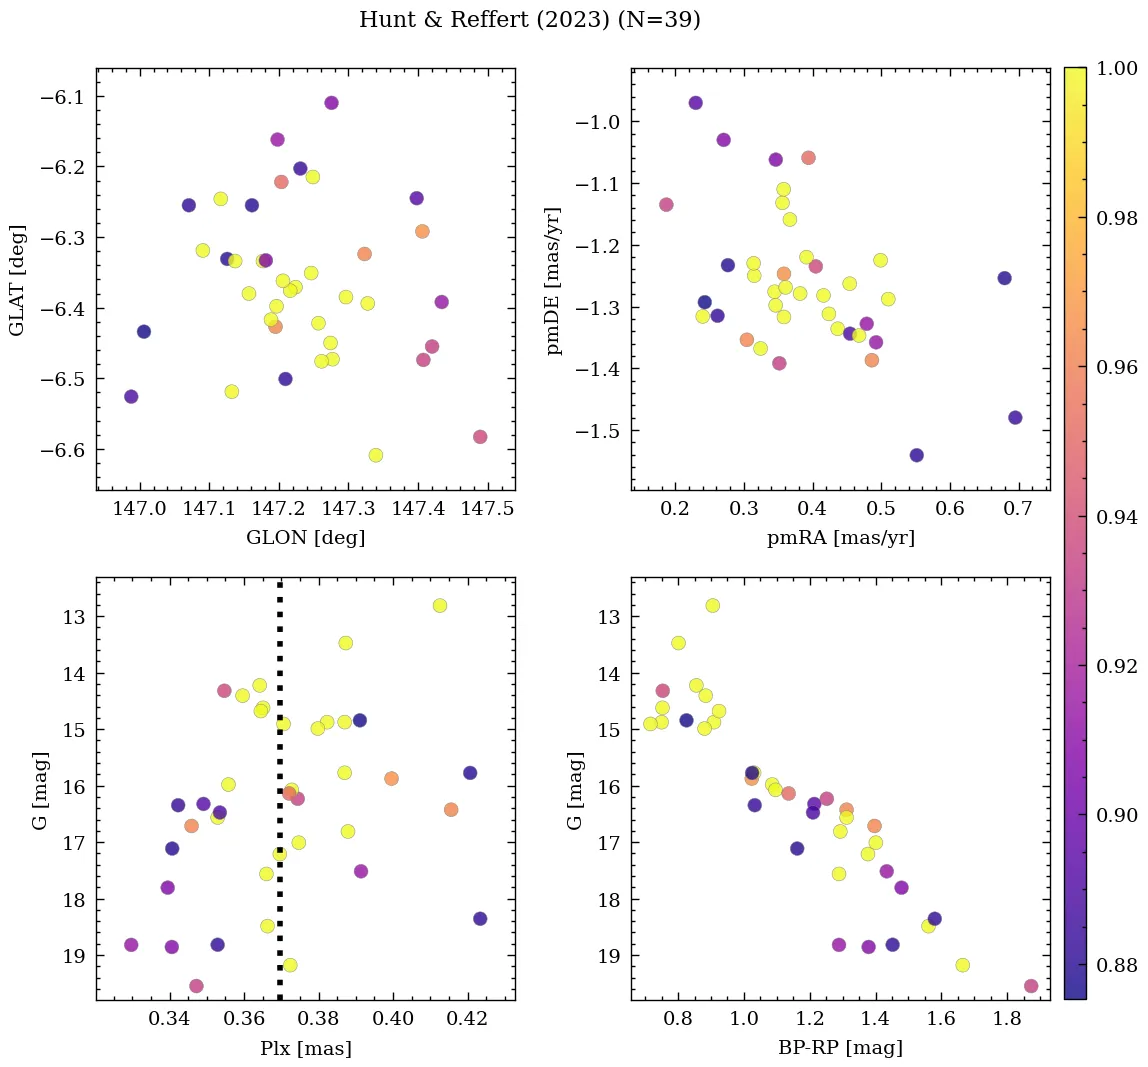 Hunt & Reffert (2023) (N=39)
−6.1
−6.2
−6.3
−6.4
−6.5
−6.6
GLAT [deg]
147.0 147.1 147.2 147.3 147.4 147.5
GLON [deg]
−1.0
−1.1
−1.2
−1.3
−1.4
−1.5
pmDE [mas/yr]
0.2 0.3 0.4 0.5 0.6 0.7
pmRA [mas/yr]
13
14
15
16
17
18
19
G [mag]
0.34 0.36 0.38 0.40 0.42
Plx [mas]
13
14
15
16
17
18
19
G [mag]
0.8 1.0 1.2 1.4 1.6 1.8
BP-RP [mag]
1.00
0.98
0.96
0.94
0.92
0.90
0.88